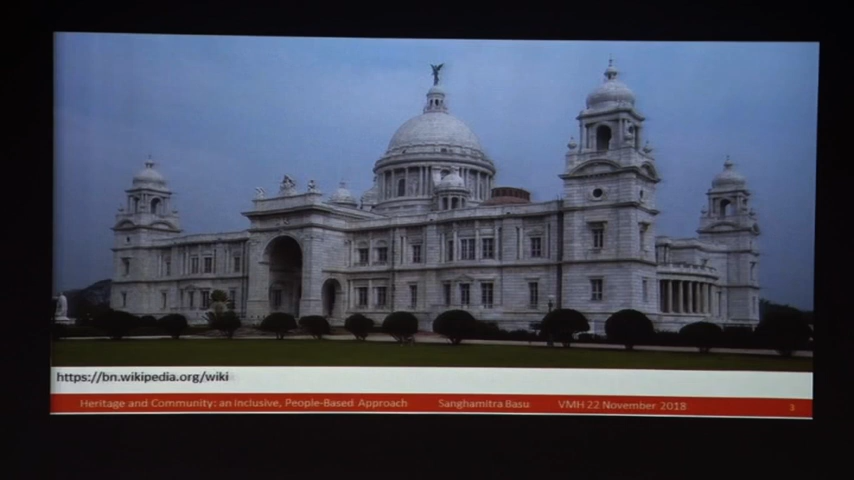 https://bn.wikipedia.org/wiki
Heritage and Community: an Inclusive, People-Based Approach Sanghamitra Basu VMH 22 November 2018 3